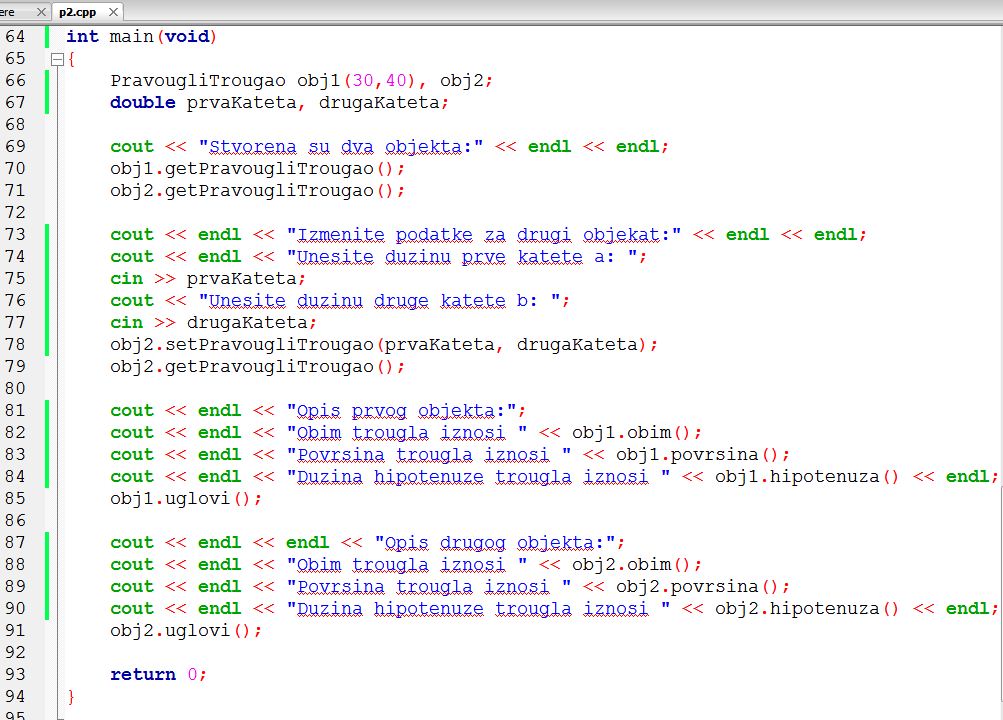 ere p2.cpp
64 int main(void)
65 {
66 PravougliTrougao obj1(30,40), obj2;
67 double prvaKateta, drugaKateta;
68
69 cout << "Stvorena su dva objekta:" << endl << endl;
70 obj1.getPravougliTrougao();
71 obj2.getPravougliTrougao();
72
73 cout << endl << "Izmenite podatke za drugi objekat:" << endl << endl;
74 cout << endl << "Unesite duzinu prve katete a: ";
75 cin >> prvaKateta;
76 cout << "Unesite duzinu druge katete b: ";
77 cin >> drugaKateta;
78 obj2.setPravougliTrougao(prvaKateta, drugaKateta);
79 obj2.getPravougliTrougao();
80
81 cout << endl << "Opis prvog objekta:";
82 cout << endl << "Obim trougla iznosi " << obj1.obim();
83 cout << endl << "Povrsina trougla iznosi " << obj1.povrsina();
84 cout << endl << "Duzina hipotenuze trougla iznosi " << obj1.hipotenuza() << endl;
85 obj1.uglovi();
86
87 cout << endl << endl << "Opis drugog objekta:";
88 cout << endl << "Obim trougla iznosi " << obj2.obim();
89 cout << endl << "Povrsina trougla iznosi " << obj2.povrsina();
90 cout << endl << "Duzina hipotenuze trougla iznosi " << obj2.hipotenuza() << endl;
91 obj2.uglovi();
92
93 return 0;
94 }
95